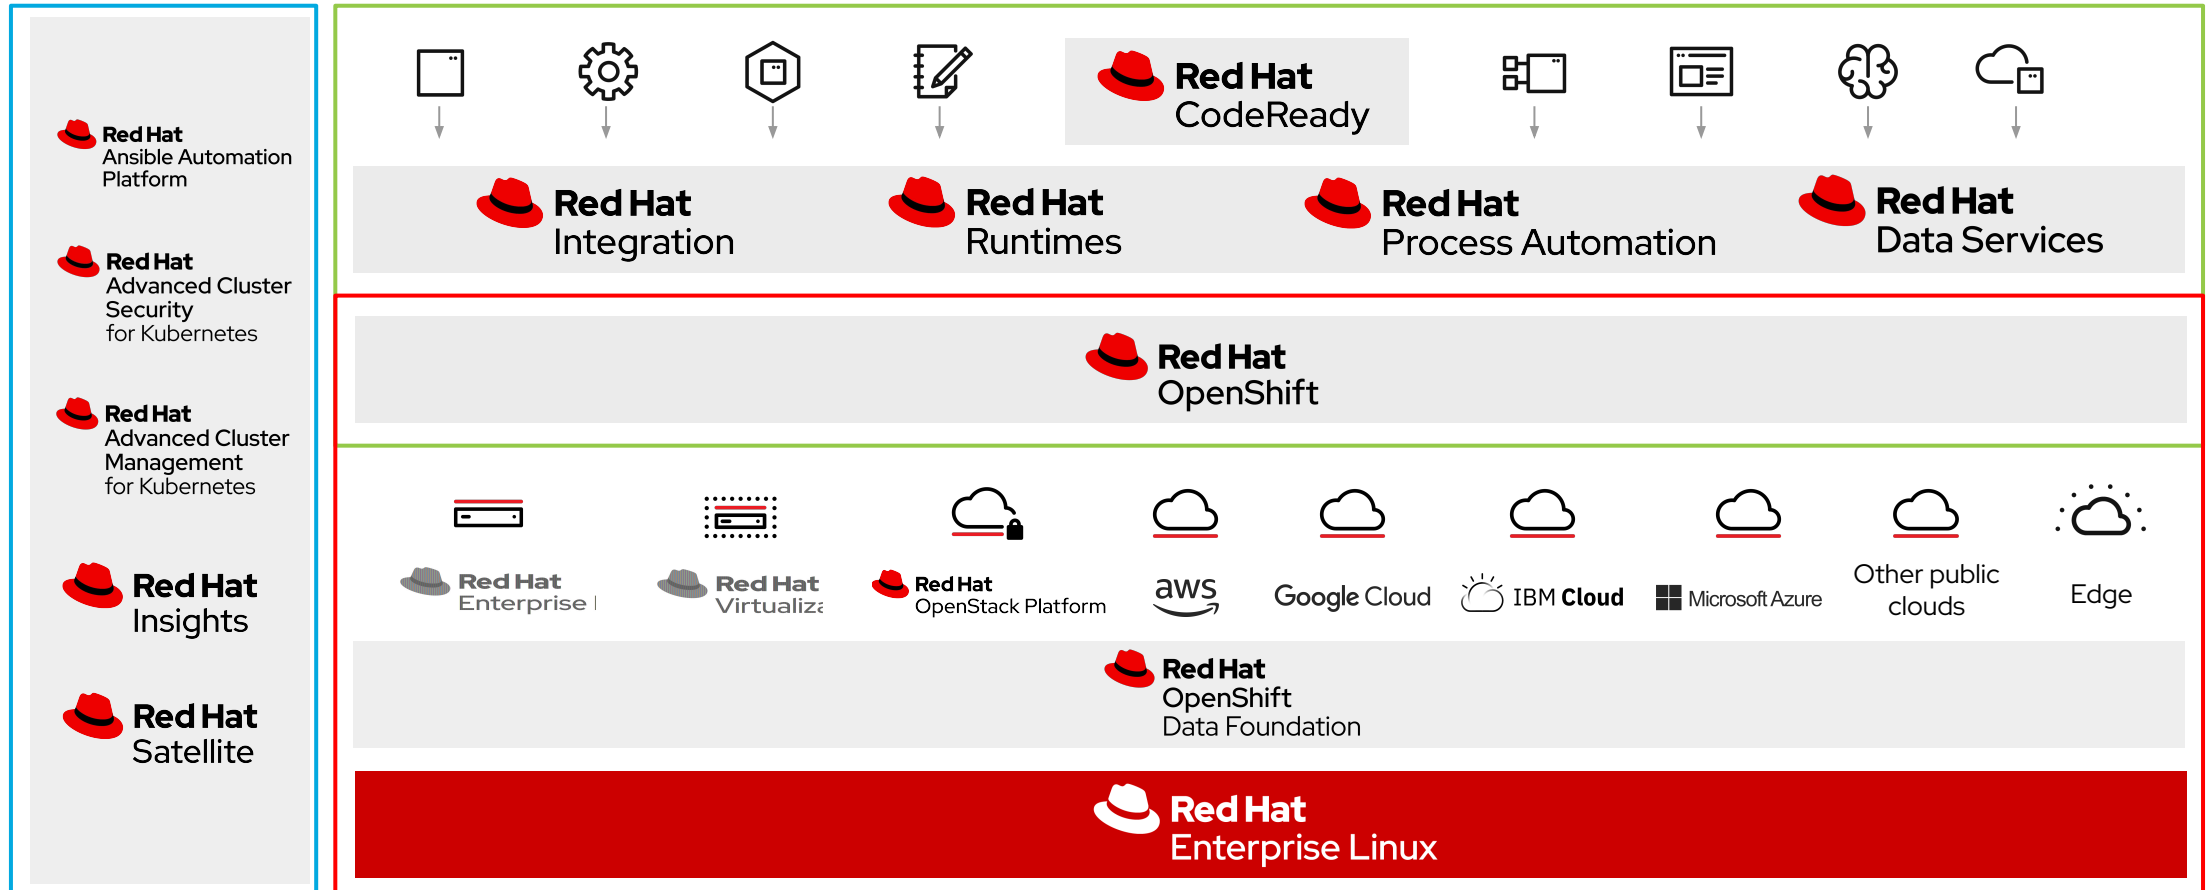 Red Hat
Ansible Automation
Platform
Red Hat
Advanced Cluster
Security
for Kubernetes
Red Hat
Advanced Cluster
Management
for Kubernetes
Red Hat
Insights
Red Hat
Satellite
Red Hat
CodeReady
Red Hat
Integration
Red Hat
Runtimes
Red Hat
Process Automation
Red Hat
Data Services
Red Hat
OpenShift
Red Hat
Enterprise
Red Hat
Virtualiza
Red Hat
OpenStack Platform
aws
Google Cloud
IBM Cloud
Microsoft Azure
Other public
clouds
Edge
Red Hat
OpenShift
Data Foundation
Red Hat
Enterprise Linux